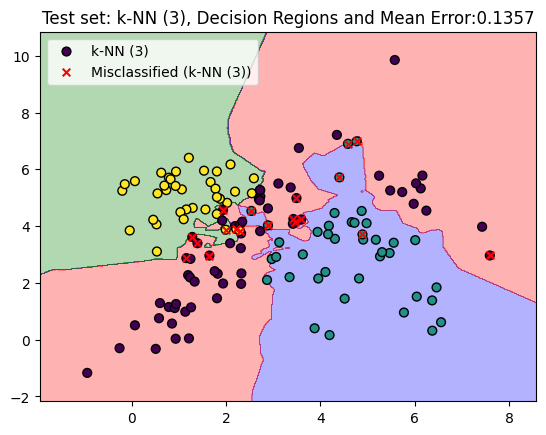 Test set: k-NN (3), Decision Regions and Mean Error:0.1357
k-NN (3)
Misclassified (k-NN (3))
10
8
6
4
2
0
−2
0 2 4 6 8